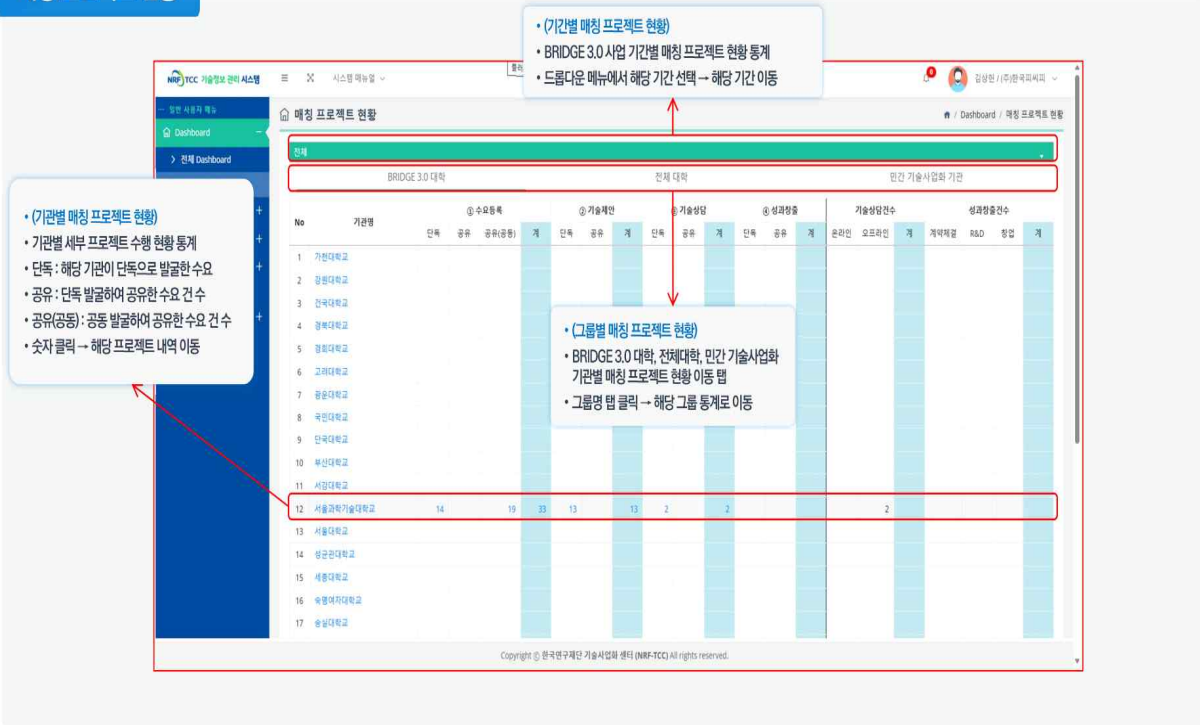 • (기간별 매칭 프로젝트 현황)
• BRIDGE 3.0 사업 기간별 매칭 프로젝트 현황 통계
• 드롭다운 메뉴에서 해당 기간 선택 → 해당 기간 이동
NRF TCC 기술정보 관리 시스템
시스템 매뉴얼
0
김상현 / (주)한국피씨피
일반 사용자 메뉴
매칭 프로젝트 현황
/ Dashboard / 매칭 프로젝트 현황
Dashboard
> 전체 Dashboard
전체
BRIDGE 3.0 대학 전체 대학 민간 기술사업화 기관
• (기관별 매칭 프로젝트 현황)
• 기관별 세부 프로젝트 수행 현황 통계
• 단독 : 해당 기관이 단독으로 발굴한 수요
• 공유 : 단독 발굴하여 공유한 수요 건 수
• 공유(공동) : 공동 발굴하여 공유한 수요 건 수
• 숫자 클릭 → 해당 프로젝트 내역 이동
No 기관명 ① 수요등록 ② 기술제안 ③ 기술상담 ④ 성과창출 기술상담건수 성과창출건수
단독 공유 공유(공동) 계 단독 공유 계 단독 공유 계 단독 공유 계 온라인 오프라인 계 계약체결 R&D 창업 계
1 가천대학교
2 강원대학교
3 건국대학교
4 경북대학교
5 경희대학교
6 고려대학교
7 광운대학교
8 국민대학교
9 단국대학교
10 부산대학교
11 서강대학교
12 서울과학기술대학교 14 19 33 13 13 2 2 2
13 서울대학교
14 성균관대학교
15 세종대학교
16 숙명여자대학교
17 숭실대학교
• (그룹별 매칭 프로젝트 현황)
• BRIDGE 3.0 대학, 전체대학, 민간 기술사업화
기관별 매칭 프로젝트 현황 이동 탭
• 그룹명 탭 클릭 → 해당 그룹 통계로 이동
Copyright ⓒ 한국연구재단 기술사업화 센터 (NRF-TCC) All rights reserved.